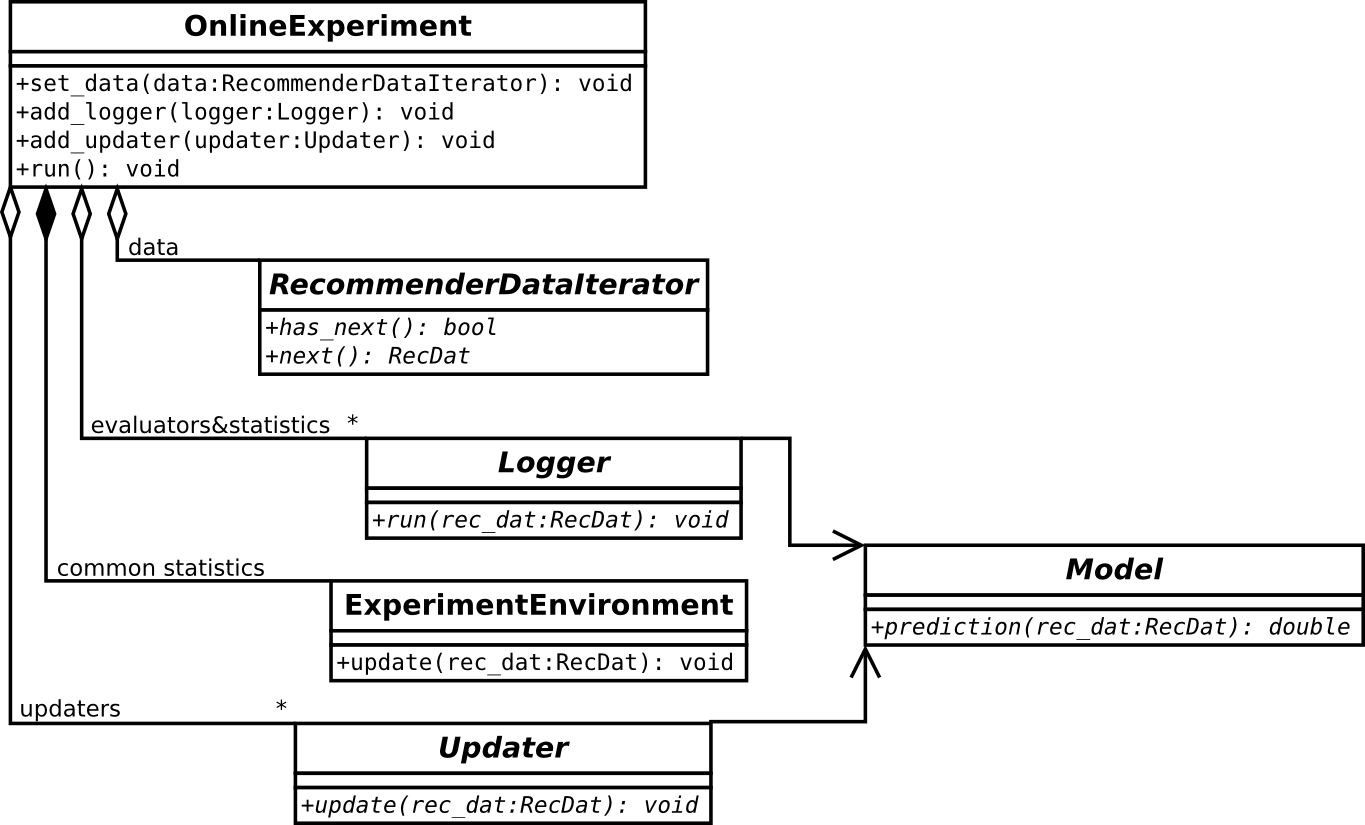 OnlineExperiment
+set_data(data:RecommenderDataIterator): void
+add_logger(logger:Logger): void
+add_updater(updater:Updater): void
+run(): void
data
RecommenderDataIterator
+has_next(): bool
+next(): RecDat
evaluators&statistics *
Logger
+run(rec_dat:RecDat): void
Model
+prediction(rec_dat:RecDat): double
common statistics
ExperimentEnvironment
+update(rec_dat:RecDat): void
updaters *
Updater
+update(rec_dat:RecDat): void